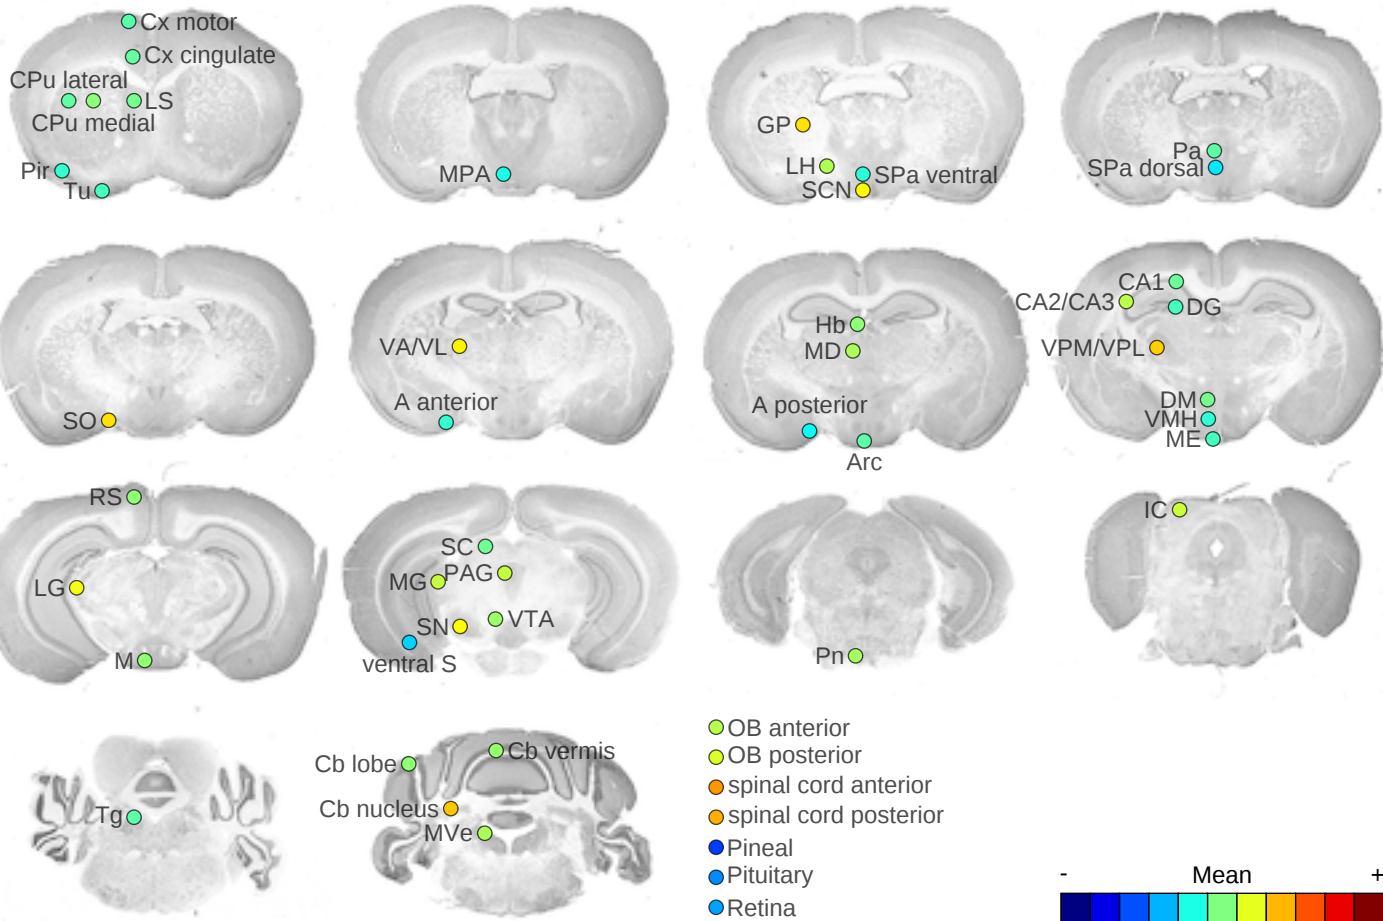 Cx motor
Cx cingulate
CPu lateral
LS
CPu medial
Pir
Tu
MPA
GP
LH
SPa ventral
SCN
Pa
SPa dorsal
SO
VA/VL
A anterior
Hb
MD
A posterior
Arc
CA1
CA2/CA3
DG
VPM/VPL
DM
VMH
ME
RS
LG
M
SC
MG
PAG
SN
VTA
ventral S
Pn
IC
Tg
Cb lobe
Cb vermis
Cb nucleus
MVe
OB anterior
OB posterior
spinal cord anterior
spinal cord posterior
Pineal
Pituitary
Retina
- Mean +